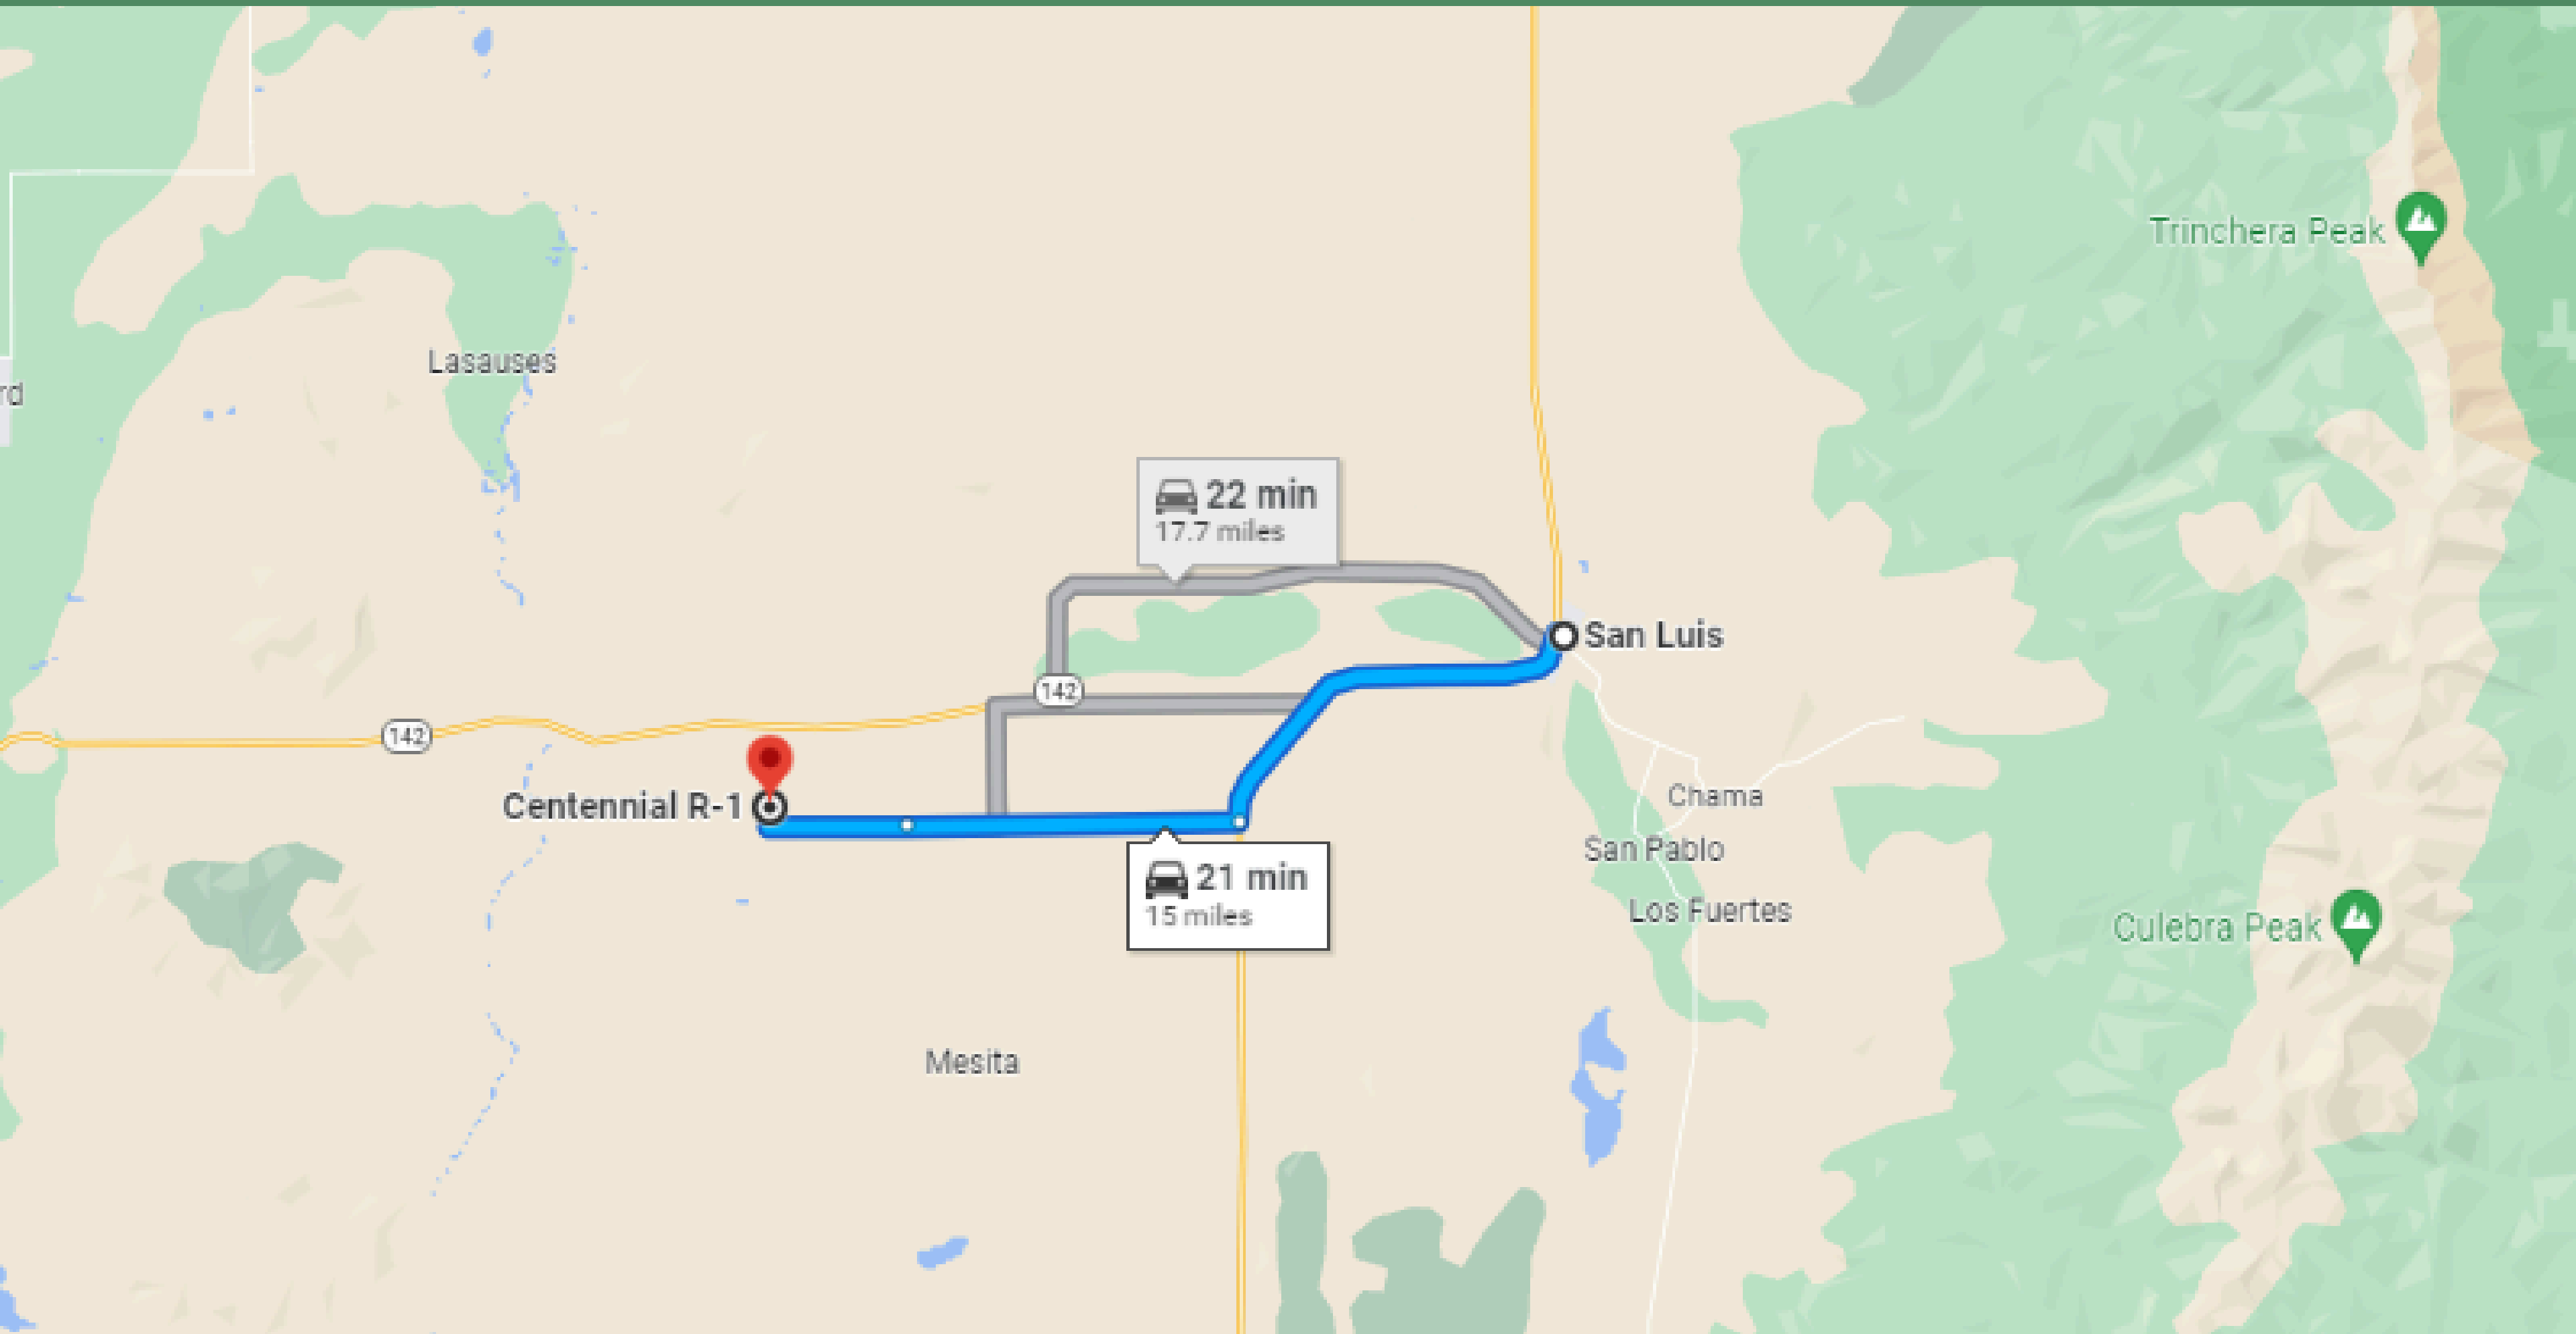 Trinchera Peak
Lasauses
rd
22 min
17.7 miles
San Luis
142
142
Centennial R-1
Chama
San Pablo
21 min
15 miles
Los Fuertes
Culebra Peak
Mesita